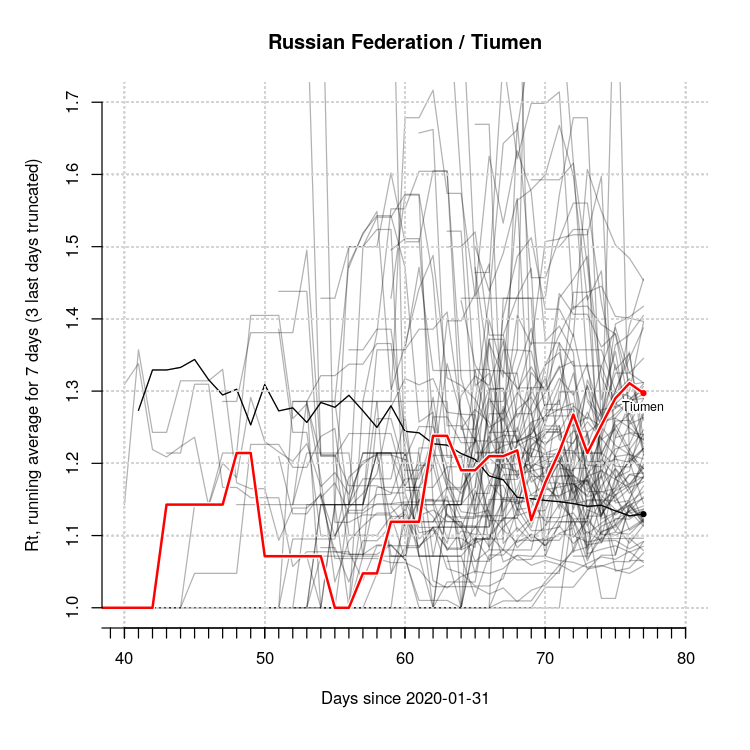 Russian Federation / Tiumen
Rt, running average for 7 days (3 last days truncated)
1.7
1.6
1.5
1.4
1.3
1.2
1.1
1.0
Tiumen
40 50 60 70 80
Days since 2020-01-31